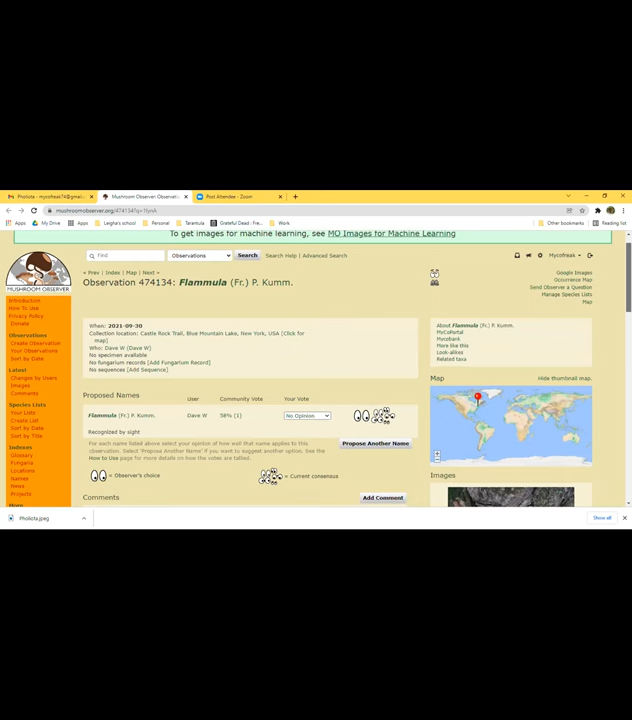 Pholiota - mycofreak74@gmail.
Mushroom Observer: Observatio
Post Attendee - Zoom
mushroomobserver.org/474134?q=
Apps
My Drive
Apps
Leigha's school
Personal
Tarantula
Grateful Dead : Fre...
Work
Other bookmarks
Reading list
To get images for machine learning, see MO Images for Machine Learning
MUSHROOM OBSERVER
Find
Observations
Search
Search Help | Advanced Search
Mycofreak
« Prev | Index | Map | Next »
Observation 474134: Flammula (Fr.) P. Kumm.
Google Images
Occurrence Map
Send Observer a Question
Manage Species Lists
Map
Introduction
How To Use
Privacy Policy
Donate
Observations
Create Observation
Your Observations
Sort by Date
Latest
Changes by Users
Images
Comments
Species Lists
Your Lists
Create List
Sort by Date
Sort by Title
Indexes
Glossary
Fungaria
Locations
Names
News
Projects
More
When: 2021-09-30
Collection location: Castle Rock Trail, Blue Mountain Lake, New York, USA [Click for
map]
Who: Dave W (Dave W)
No specimen available
No fungarium records [Add Fungarium Record]
No sequences [Add Sequence]
About Flammula (Fr.) P. Kumm.
MyCoPortal
Mycobank
More like this
Look-alikes
Related taxa
Map
Hide thumbnail map.
Proposed Names
User
Community Vote
Your Vote
Flammula (Fr.) P. Kumm.
Dave W
58% (1)
No Opinion
Recognized by sight
For each name listed above select your opinion of how well that name applies to this
observation. Select 'Propose Another Name' if you want to suggest another option. See the
How to Use page for more details on how the votes are tallied.
Propose Another Name
= Observer's choice
= Current consensus
Images
Comments
Add Comment
Pholiota.jpeg
Show all